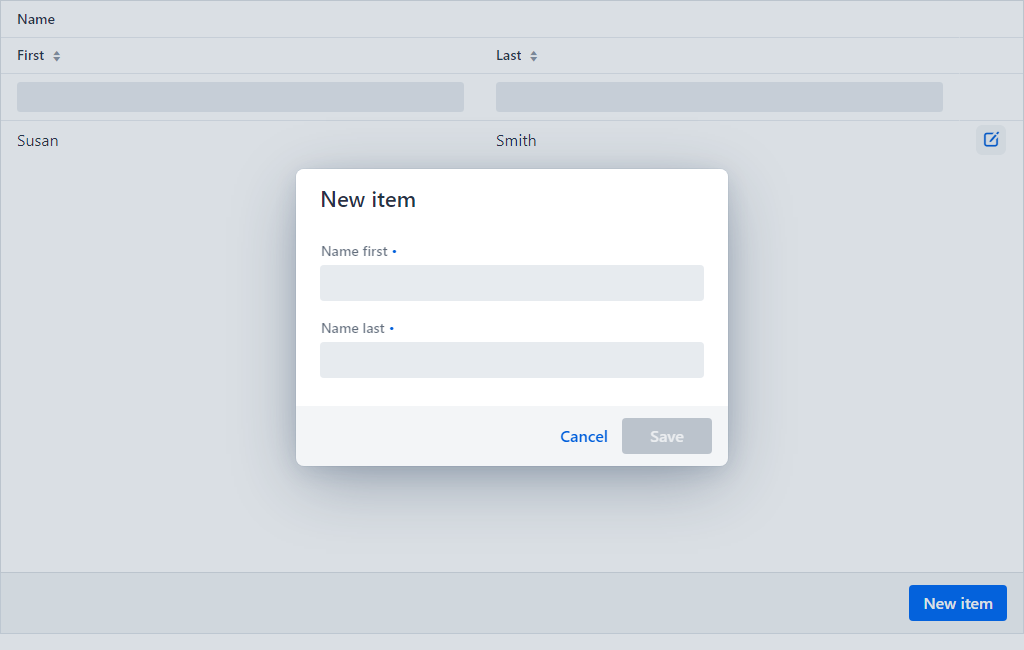 Name
First Last
Susan Smith
New item
Name first •
Name last •
Cancel Save
New item